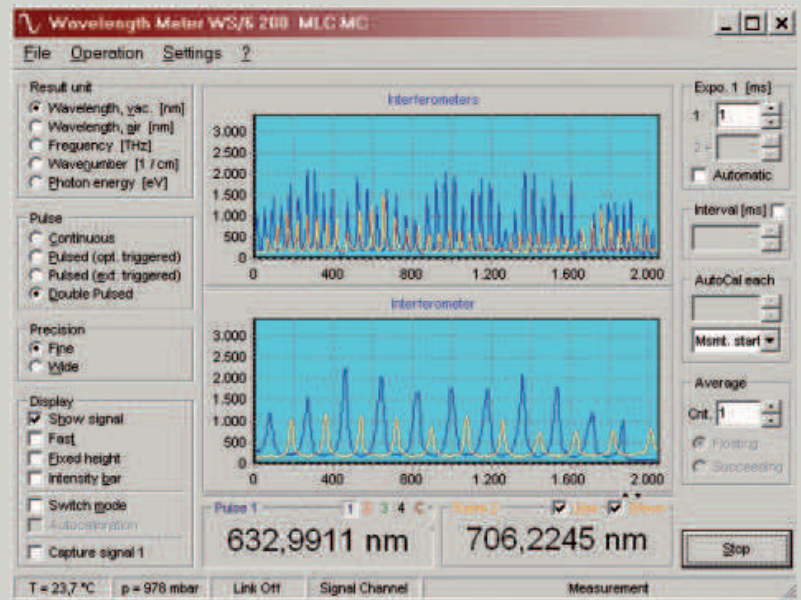 Wavelength Meter WS/6 200 MLC MC
File Operation Settings ?
Result unit
Wavelength, vac. [nm]
Wavelength, air [nm]
Frequency [THz]
Wavenumber [1 / cm]
Photon energy [eV]
Pulse
Continuous
Pulsed (opt. triggered)
Pulsed (ext. triggered)
Double Pulsed
Precision
Fine
Wide
Display
Show signal
Fast
Fixed height
Intensity bar
Switch mode
Autocalibration
Capture signal 1
Interferometers
3.000
2.500
2.000
1.500
1.000
500
0
0 400 800 1.200 1.600 2.000
Interferometer
3.000
2.500
2.000
1.500
1.000
500
0
0 400 800 1.200 1.600 2.000
Pulse 1 1 3 4 C
632,9911 nm
Pulse 2
706,2245 nm
Expo. 1 [ms]
1 1
2
Automatic
Interval [ms]
AutoCal each
Msmt. start
Average
Cnt. 1
Floating
Succeeding
Stop
T = 23,7 °C p = 978 mbar Link Off Signal Channel Measurement